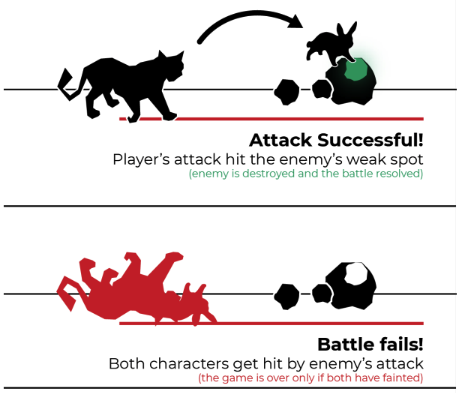 Attack Successful!
Player's attack hit the enemy's weak spot
(enemy is destroyed and the battle resolved)
Battle fails!
Both characters get hit by enemy's attack
(the game is over only if both have fainted)